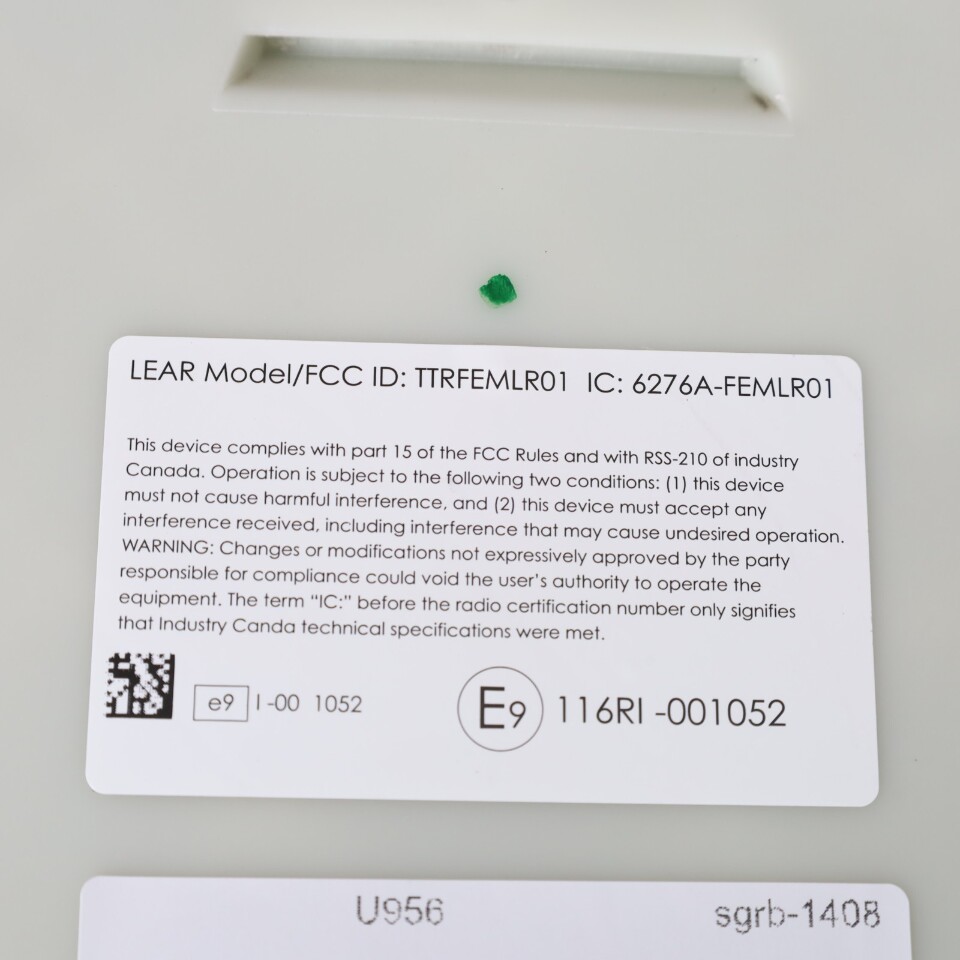 LEAR Model/FCC ID: TTRFEMLR01 IC: 6276A-FEMLR01
This device complies with part 15 of the FCC Rules and with RSS-210 of industry
Canada. Operation is subject to the following two conditions: (1) this device
must not cause harmful interference, and (2) this device must accept any
interference received, including interference that may cause undesired operation.
WARNING: Changes or modifications not expressively approved by the party
responsible for compliance could void the user's authority to operate the
equipment. The term “IC:” before the radio certification number only signifies
that Industry Canda technical specifications were met.
e9 I -00 1052 E9 116RI -001052
U956 sgrb-1408